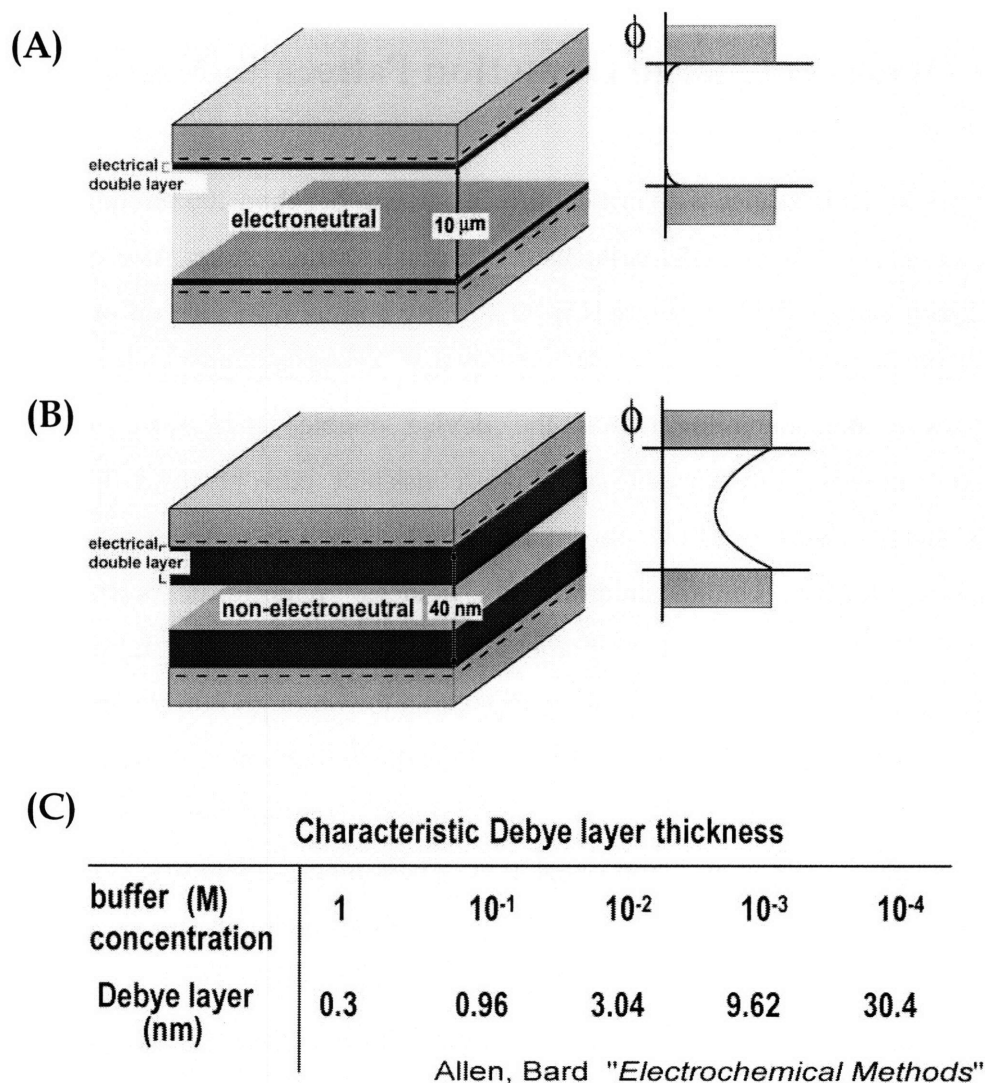 (A)
ϕ
electrical
double layer
electroneutral
10 μm
(B)
ϕ
electrical
double layer
non-electroneutral
40 nm
(C)
Characteristic Debye layer thickness
buffer (M) concentration 1 10⁻¹ 10⁻² 10⁻³ 10⁻⁴
Debye layer (nm) 0.3 0.96 3.04 9.62 30.4
Allen, Bard "Electrochemical Methods"